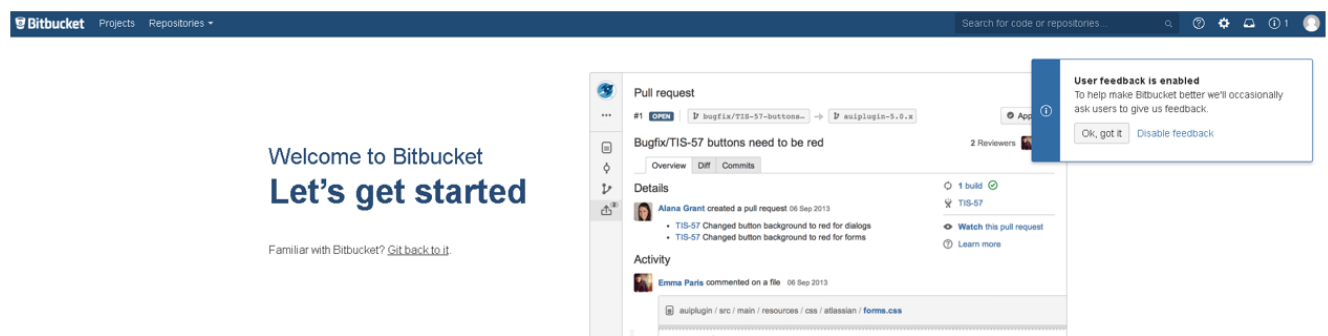 Bitbucket Projects Repositories Search for code or repositories... 1
Welcome to Bitbucket
Let's get started
Familiar with Bitbucket? Git back to it.
Pull request
#1 OPEN bugfix/TIS-57-buttons… → auiplugin-5.0.x App
Bugfix/TIS-57 buttons need to be red 2 Reviewers
Overview Diff Commits
Details
Alana Grant created a pull request 06 Sep 2013
• TIS-57 Changed button background to red for dialogs
• TIS-57 Changed button background to red for forms
1 build
TIS-57
Watch this pull request
Learn more
Activity
Emma Paris commented on a file 06 Sep 2013
auiplugin / src / main / resources / css / atlassian / forms.css
User feedback is enabled
To help make Bitbucket better we'll occasionally
ask users to give us feedback.
Ok, got it Disable feedback